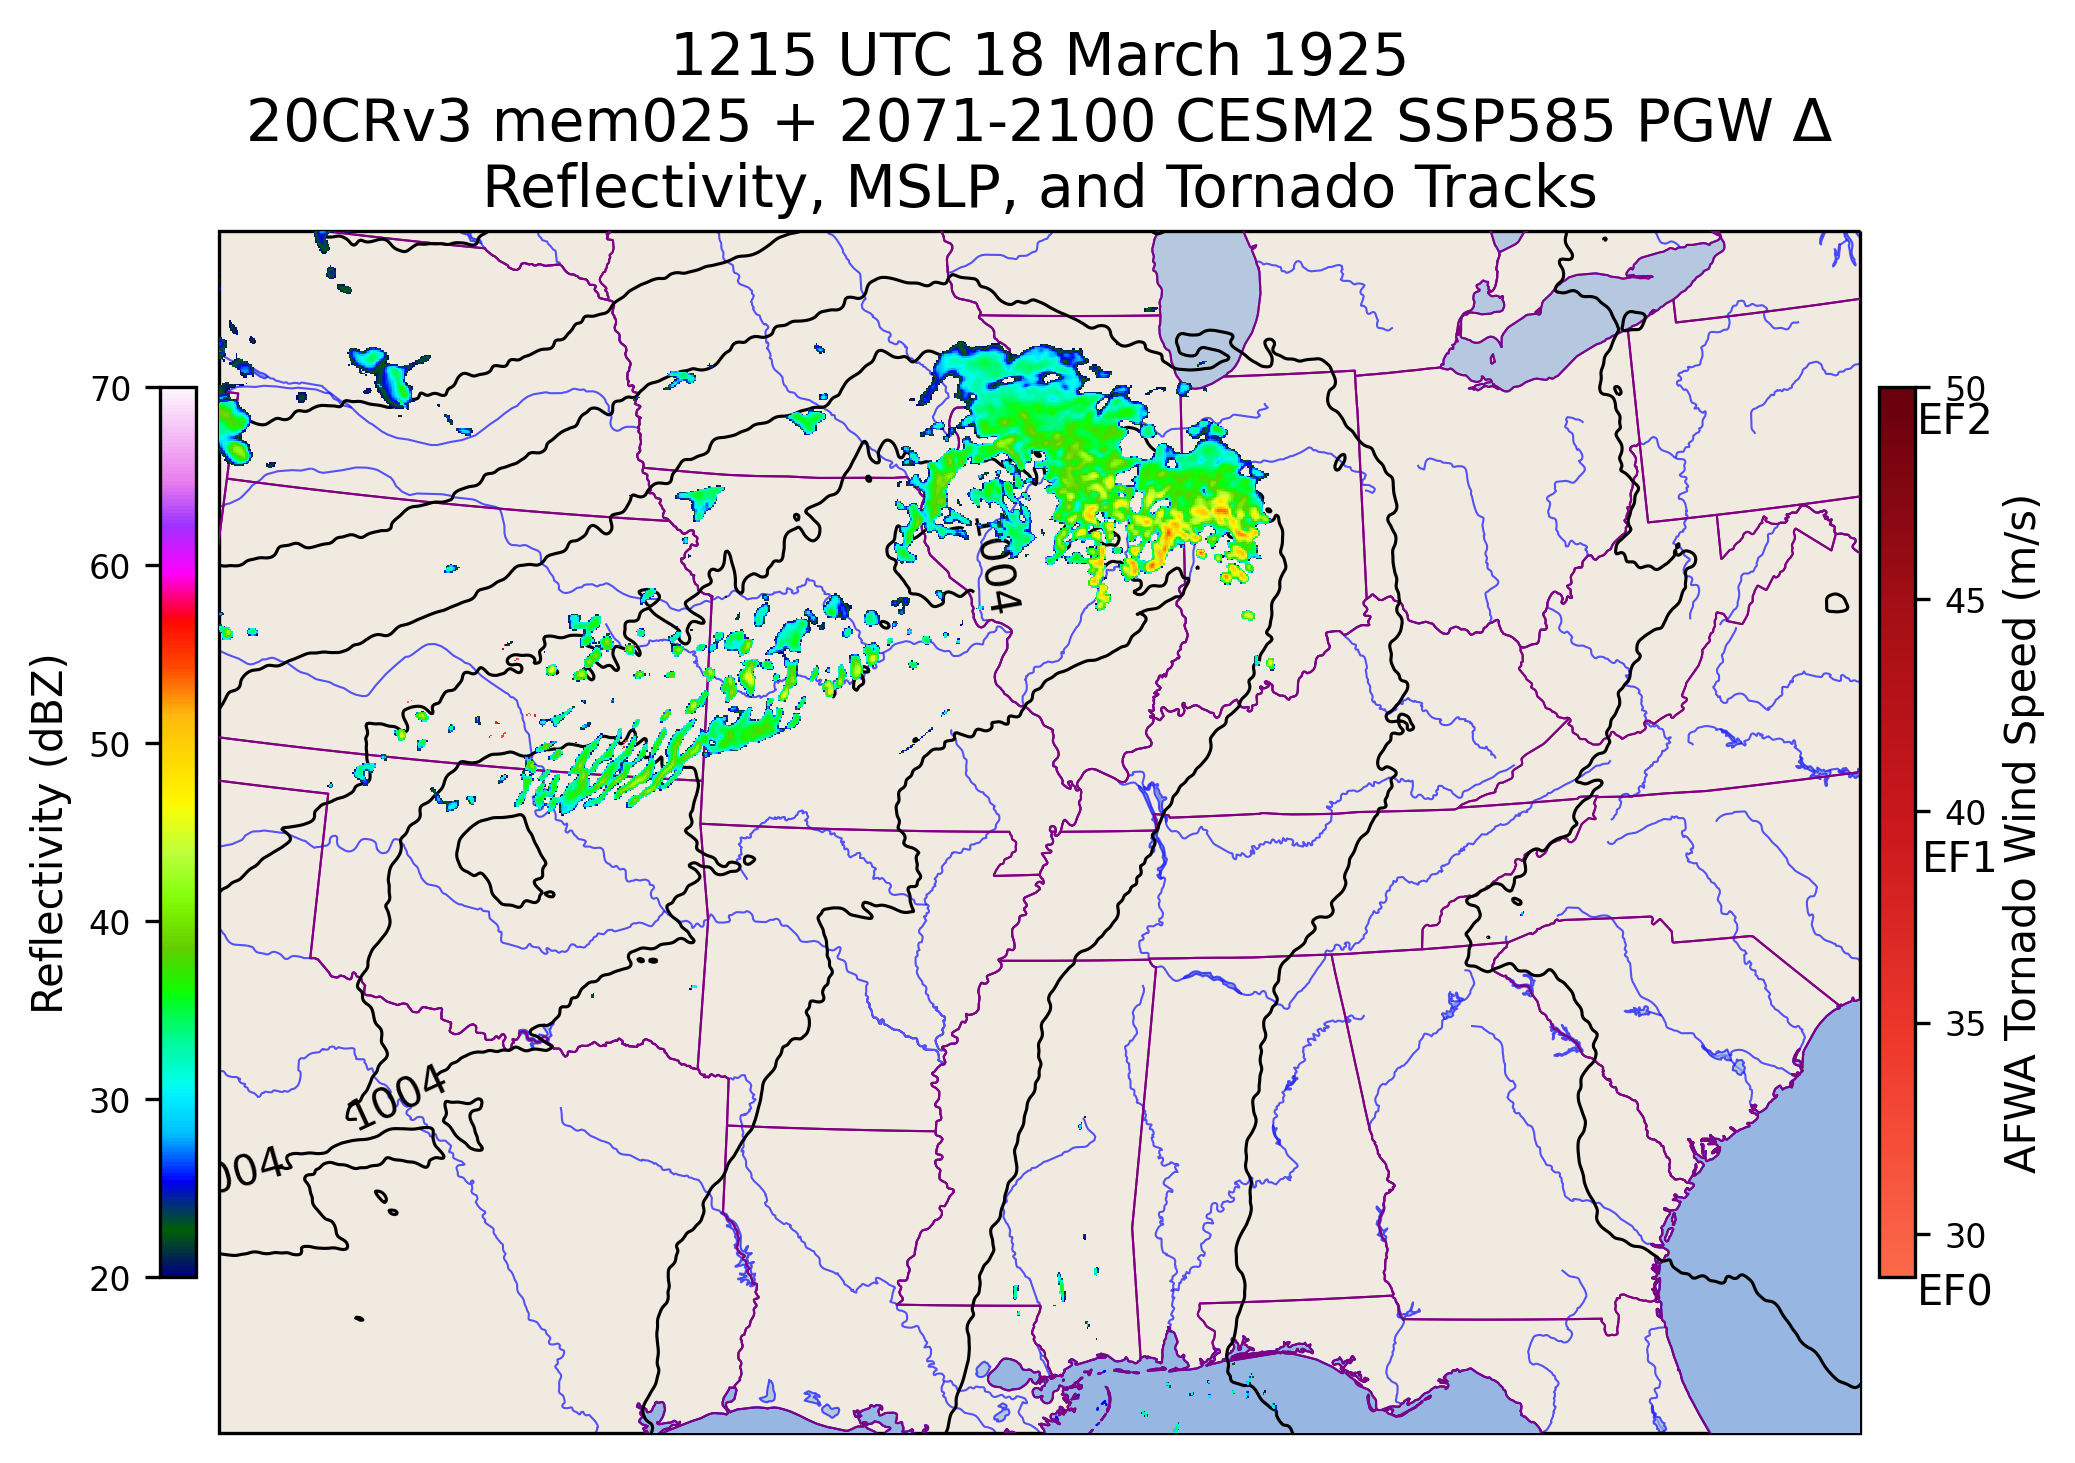 1215 UTC 18 March 1925
20CRv3 mem025 + 2071-2100 CESM2 SSP585 PGW Δ
Reflectivity, MSLP, and Tornado Tracks
70
60
50
40
30
20
Reflectivity (dBZ)
1004
1004
004
50
EF2
45
40
EF1
35
30
EF0
AFWA Tornado Wind Speed (m/s)